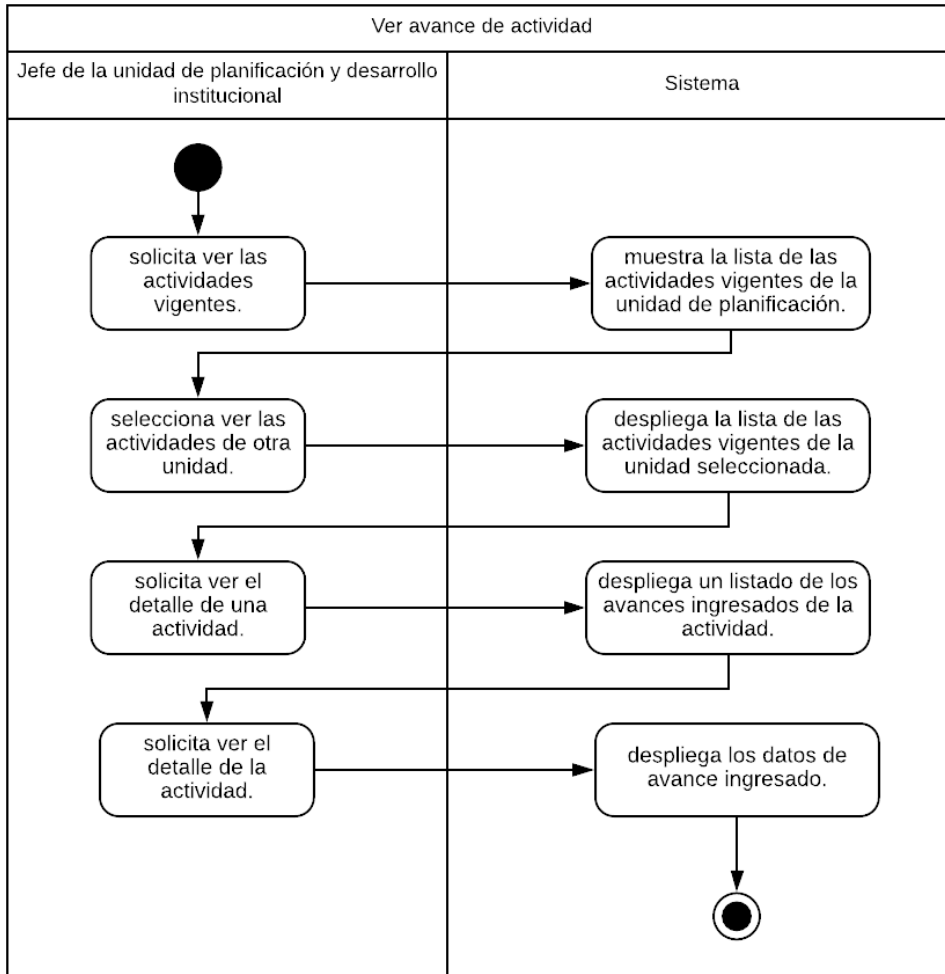 Ver avance de actividad
Jefe de la unidad de planificación y desarrollo
institucional
Sistema
solicita ver las
actividades
vigentes.
muestra la lista de las
actividades vigentes de la
unidad de planificación.
selecciona ver las
actividades de otra
unidad.
despliega la lista de las
actividades vigentes de la
unidad seleccionada.
solicita ver el
detalle de una
actividad.
despliega un listado de los
avances ingresados de la
actividad.
solicita ver el
detalle de la
actividad.
despliega los datos de
avance ingresado.